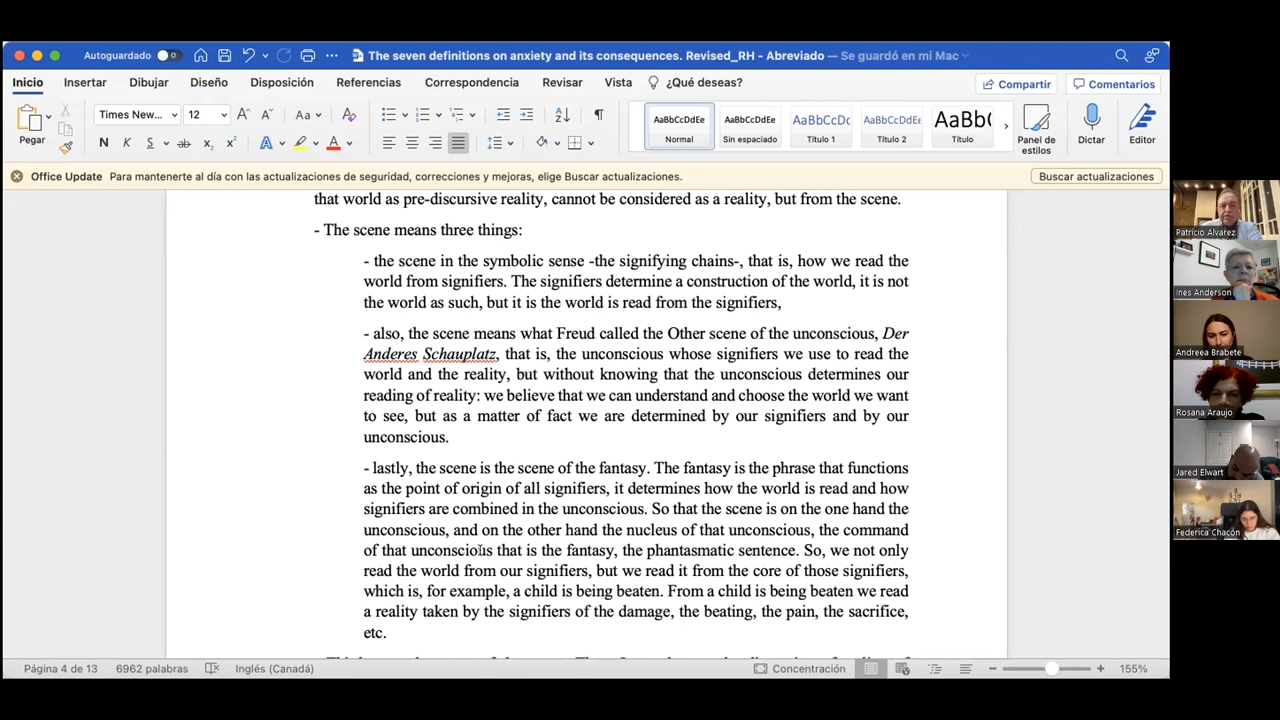 Autoguardado
The seven definitions on anxiety and its consequences. Revised_RH - Abreviado — Se guardó en mi Mac
Inicio Insertar Dibujar Diseño Disposición Referencias Correspondencia Revisar Vista ¿Qué deseas? Compartir Comentarios
Pegar
Times New... 12
N K S ab x₂ x²
AaBbCcDdEe Normal
AaBbCcDdEe Sin espaciado
AaBbCcDc Título 1
AaBbCcDdEe Título 2
AaBb( Título
Panel de estilos
Dictar
Editor
Office Update Para mantenerte al día con las actualizaciones de seguridad, correcciones y mejoras, elige Buscar actualizaciones. Buscar actualizaciones
that world as pre-discursive reality, cannot be considered as a reality, but from the scene.
- The scene means three things:
- the scene in the symbolic sense -the signifying chains-, that is, how we read the
world from signifiers. The signifiers determine a construction of the world, it is not
the world as such, but it is the world is read from the signifiers,
- also, the scene means what Freud called the Other scene of the unconscious, Der
Anderes Schauplatz, that is, the unconscious whose signifiers we use to read the
world and the reality, but without knowing that the unconscious determines our
reading of reality: we believe that we can understand and choose the world we want
to see, but as a matter of fact we are determined by our signifiers and by our
unconscious.
- lastly, the scene is the scene of the fantasy. The fantasy is the phrase that functions
as the point of origin of all signifiers, it determines how the world is read and how
signifiers are combined in the unconscious. So that the scene is on the one hand the
unconscious, and on the other hand the nucleus of that unconscious, the command
of that unconscious that is the fantasy, the phantasmatic sentence. So, we not only
read the world from our signifiers, but we read it from the core of those signifiers,
which is, for example, a child is being beaten. From a child is being beaten we read
a reality taken by the signifiers of the damage, the beating, the pain, the sacrifice,
etc.
Página 4 de 13 6962 palabras Inglés (Canadá) Concentración 155%
Patricio Alvarez
Ines Anderson
Andreea Brabete
Rosana Araujo
Jared Elwart
Federica Chacón